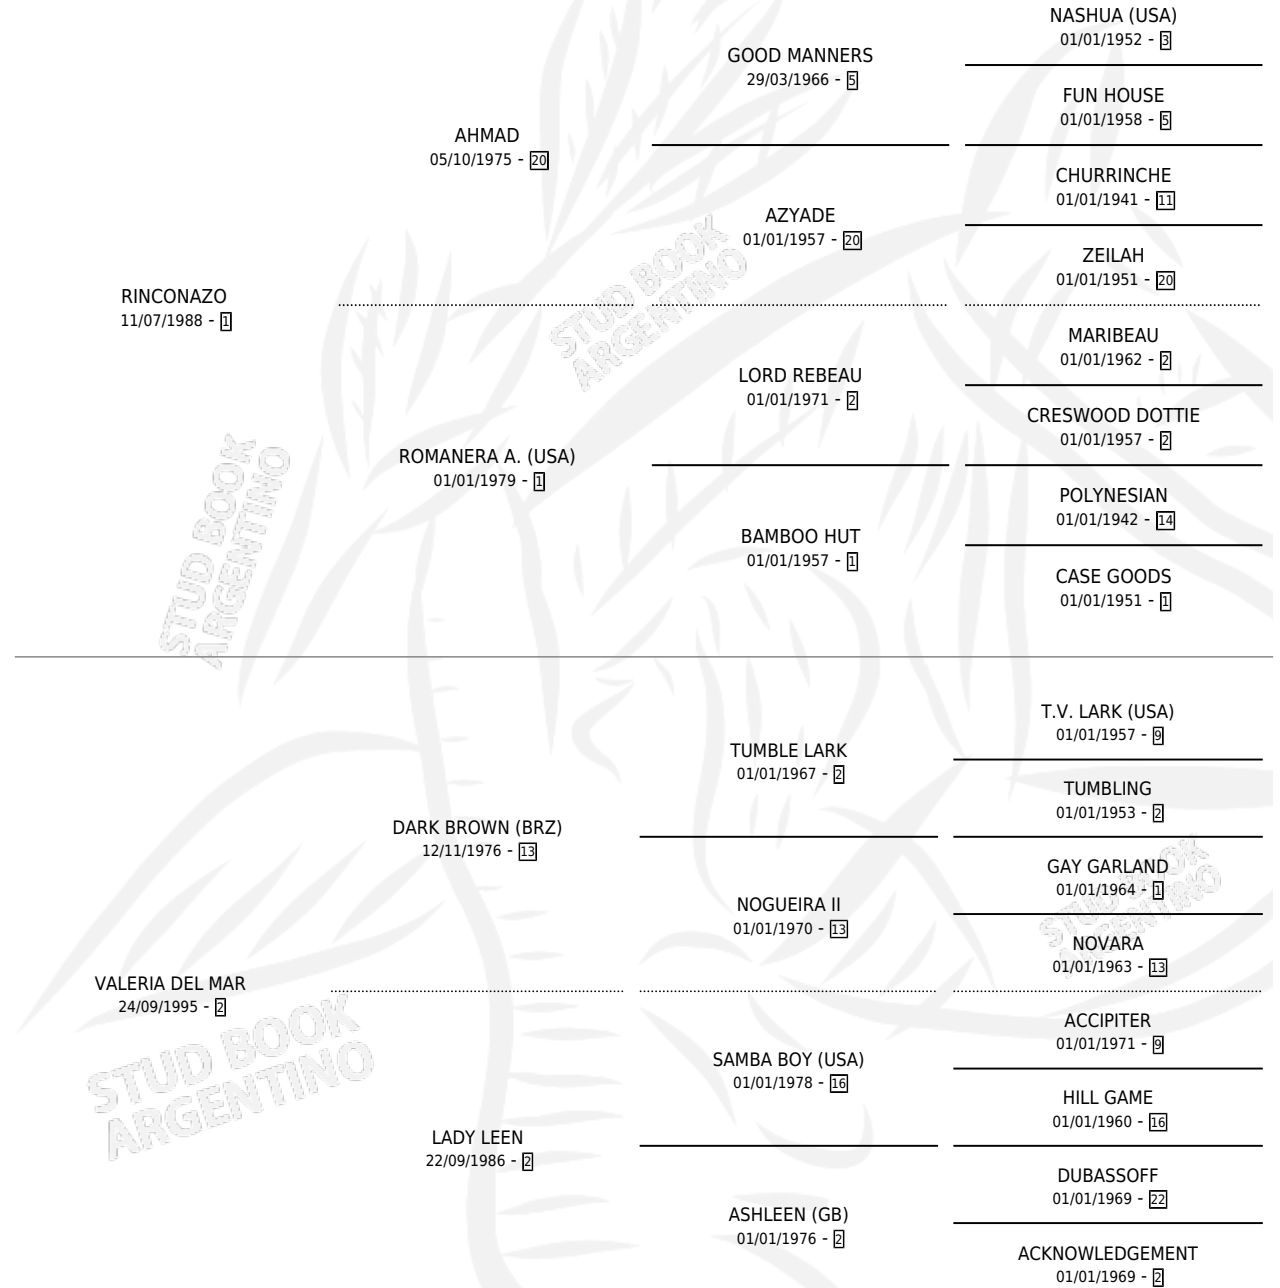 NASHUA (USA)
01/01/1952 - 3
GOOD MANNERS
29/03/1966 - 5
FUN HOUSE
01/01/1958 - 5
AHMAD
05/10/1975 - 20
CHURRINCHE
01/01/1941 - 11
AZYADE
01/01/1957 - 20
ZEILAH
01/01/1951 - 20
RINCONAZO
11/07/1988 - 1
STUD BOOK
ARGENTINO
MARIBEAU
01/01/1962 - 2
LORD REBEAU
01/01/1971 - 2
CRESWOOD DOTTIE
01/01/1957 - 2
ROMANERA A. (USA)
01/01/1979 - 1
POLYNESIAN
01/01/1942 - 14
BAMBOO HUT
01/01/1957 - 1
CASE GOODS
01/01/1951 - 1
STUD BOOK
ARGENTINO
T.V. LARK (USA)
01/01/1957 - 9
TUMBLE LARK
01/01/1967 - 2
TUMBLING
01/01/1953 - 2
DARK BROWN (BRZ)
12/11/1976 - 13
GAY GARLAND
01/01/1964 - 1
NOGUEIRA II
01/01/1970 - 13
NOVARA
01/01/1963 - 13
STUD BOOK
ARGENTINO
VALERIA DEL MAR
24/09/1995 - 2
ACCIPITER
01/01/1971 - 9
SAMBA BOY (USA)
01/01/1978 - 16
HILL GAME
01/01/1960 - 16
STUD BOOK
ARGENTINO
LADY LEEN
22/09/1986 - 2
DUBASSOFF
01/01/1969 - 22
ASHLEEN (GB)
01/01/1976 - 2
ACKNOWLEDGEMENT
01/01/1969 - 2